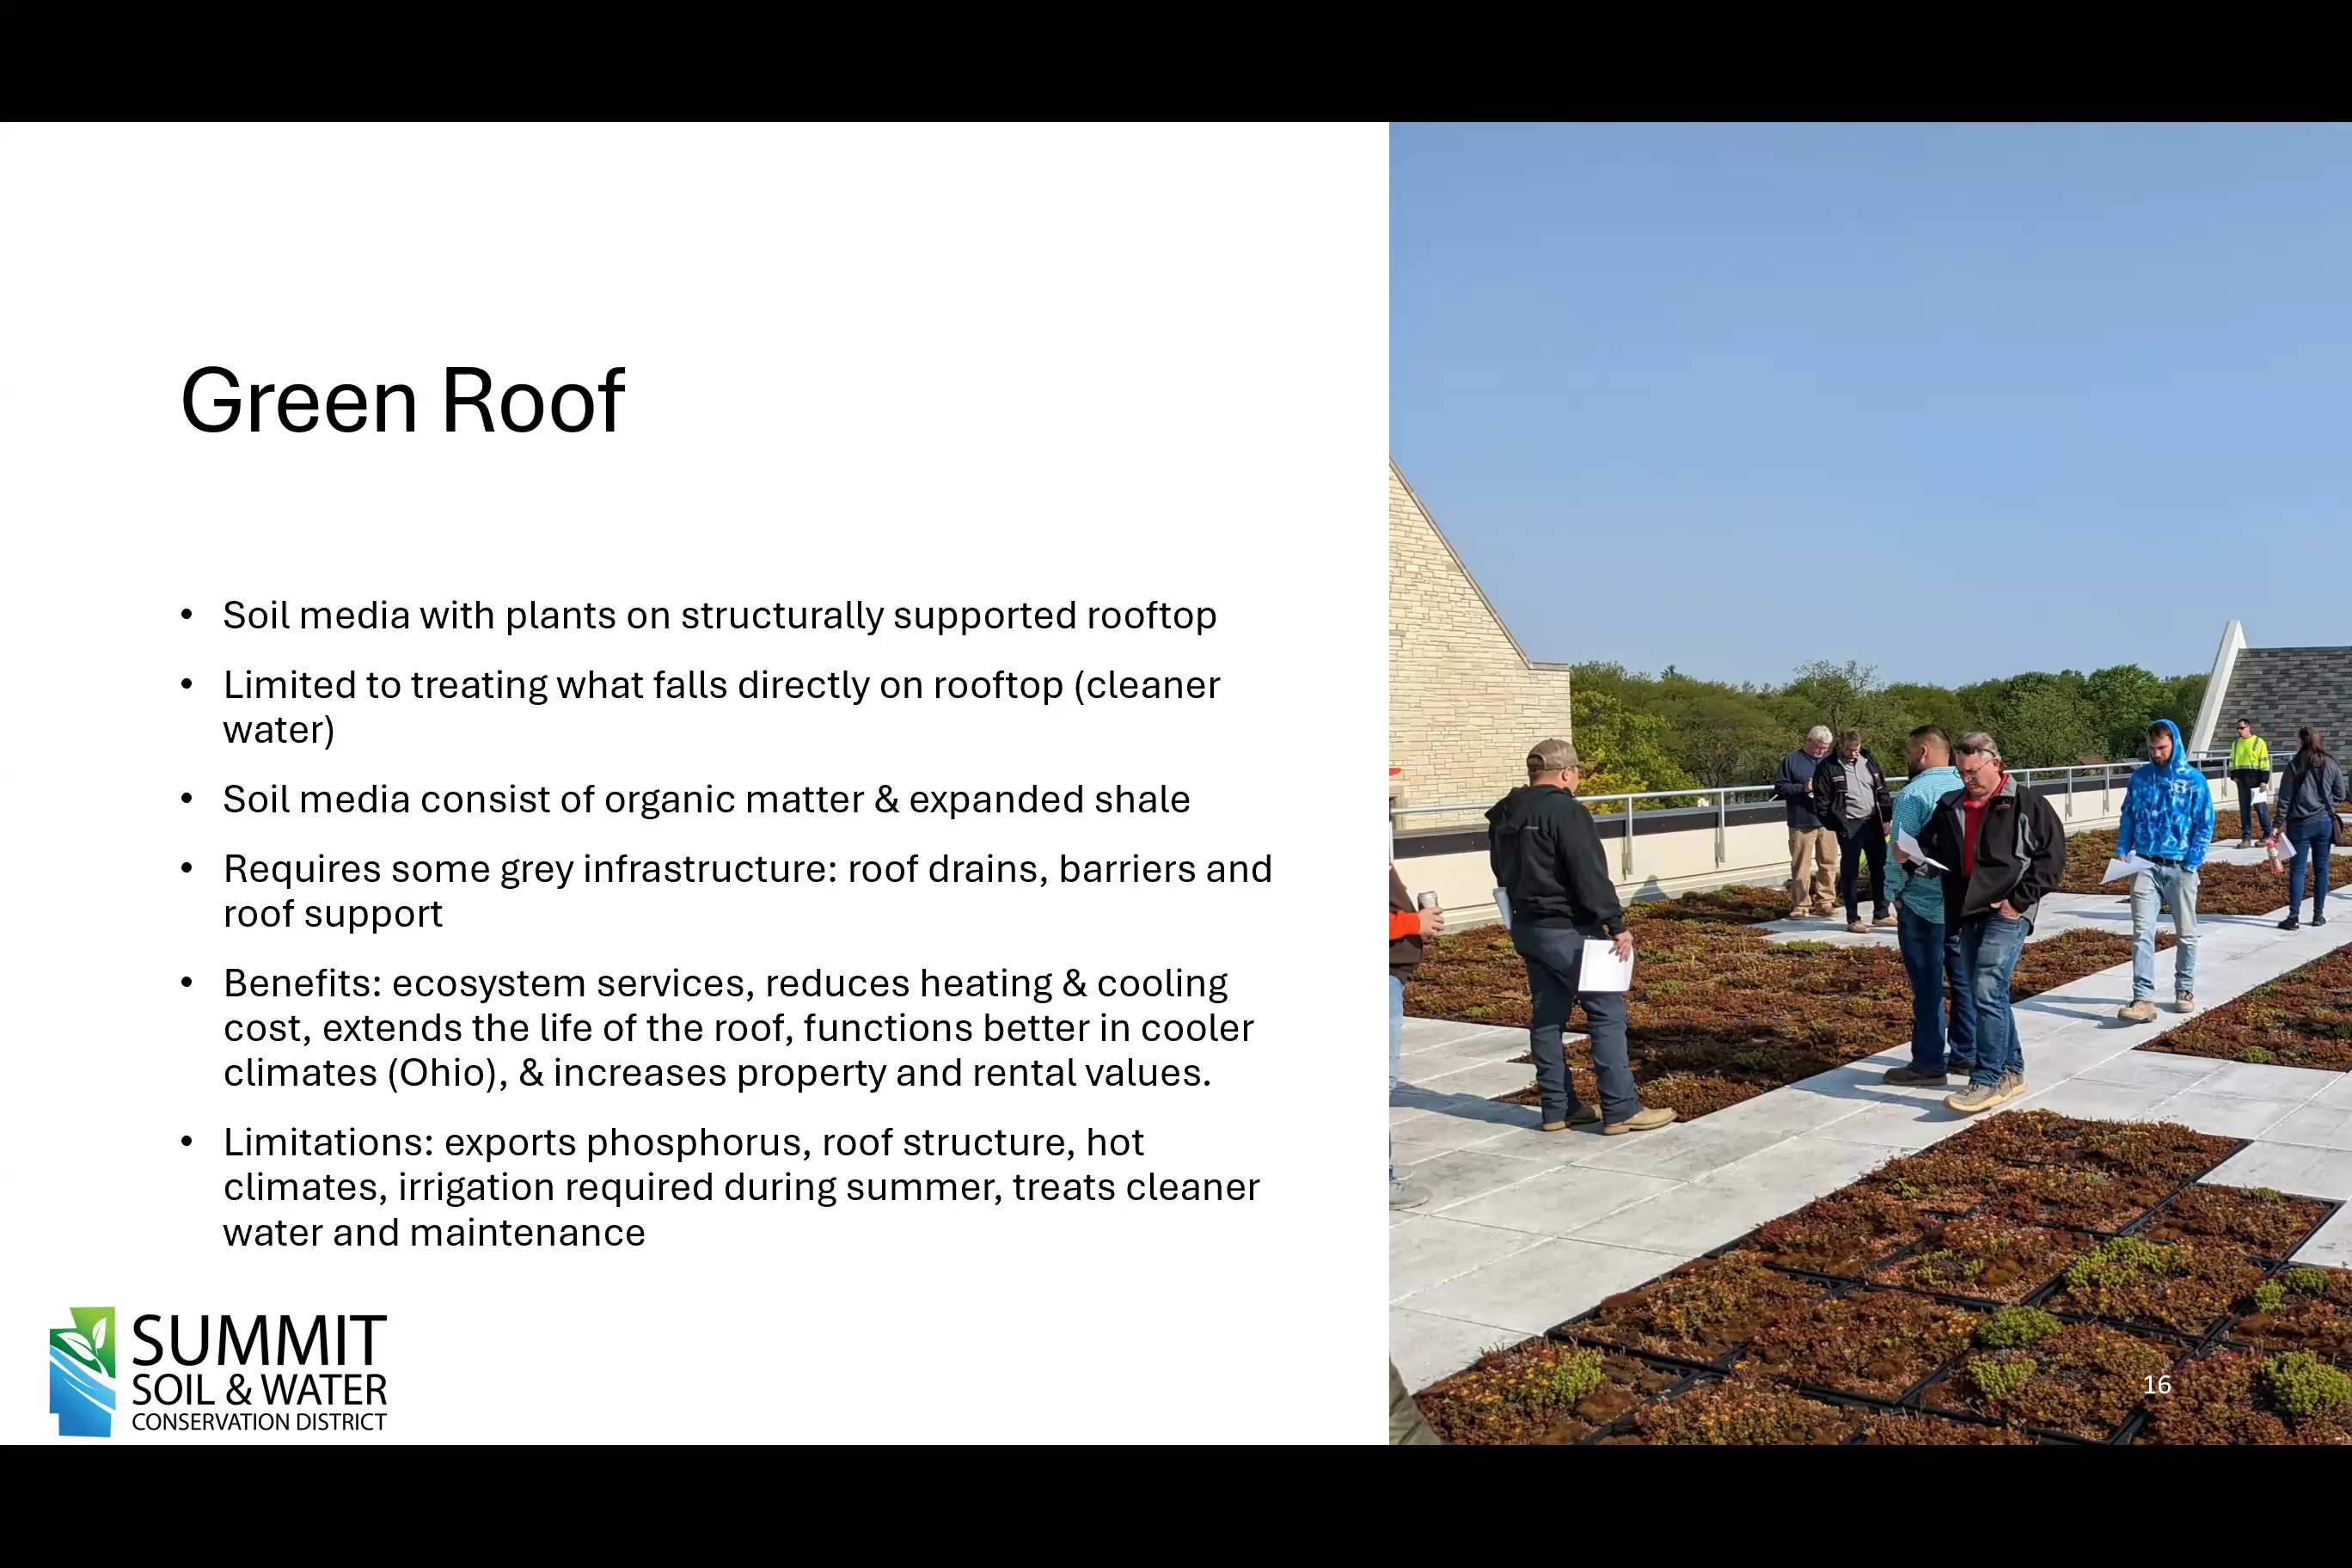 Green Roof
• Soil media with plants on structurally supported rooftop
• Limited to treating what falls directly on rooftop (cleaner
water)
• Soil media consist of organic matter & expanded shale
• Requires some grey infrastructure: roof drains, barriers and
roof support
• Benefits: ecosystem services, reduces heating & cooling
cost, extends the life of the roof, functions better in cooler
climates (Ohio), & increases property and rental values.
• Limitations: exports phosphorus, roof structure, hot
climates, irrigation required during summer, treats cleaner
water and maintenance
SUMMIT
SOIL & WATER
CONSERVATION DISTRICT
16